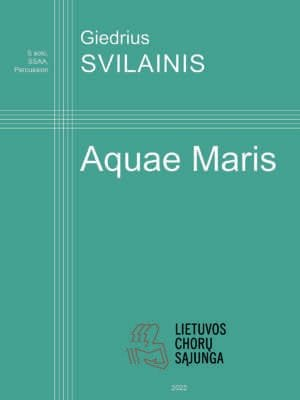 Giedrius
SVILAINIS
S solo,
SSAA,
Percussion
Aquae Maris
LIETUVOS
CHORŲ
SĄJUNGA
2022